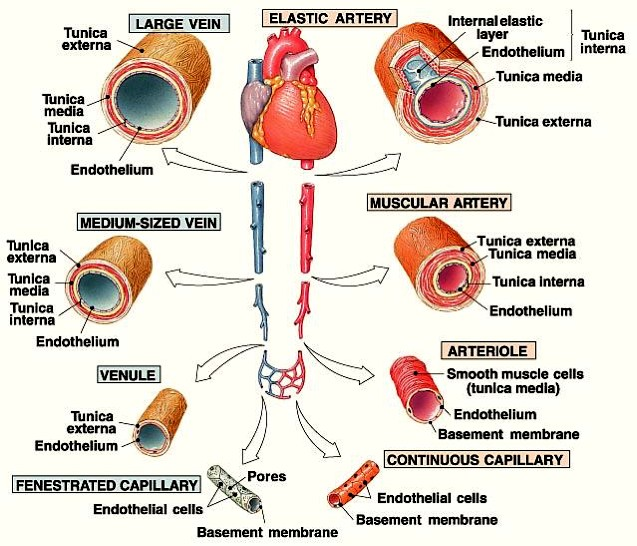 LARGE VEIN
Tunica
externa
Tunica
media
Tunica
interna
Endothelium
ELASTIC ARTERY
Internal elastic
layer
Endothelium
Tunica
interna
Tunica media
Tunica externa
MEDIUM-SIZED VEIN
Tunica
externa
Tunica
media
Tunica
interna
Endothelium
MUSCULAR ARTERY
Tunica externa
Tunica media
Tunica interna
Endothelium
VENULE
Tunica
externa
Endothelium
ARTERIOLE
Smooth muscle cells
(tunica media)
Endothelium
Basement membrane
FENESTRATED CAPILLARY
Pores
Endothelial cells
Basement membrane
CONTINUOUS CAPILLARY
Endothelial cells
Basement membrane